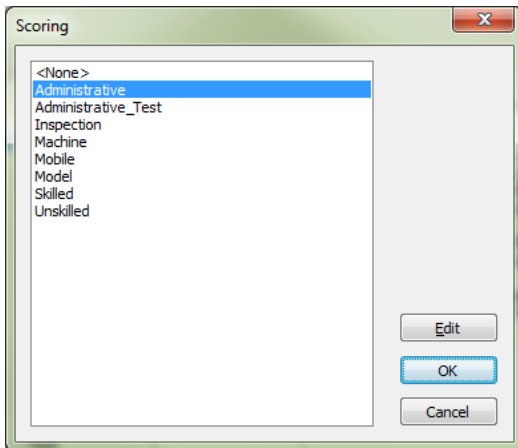 Scoring
<None>
Administrative
Administrative_Test
Inspection
Machine
Mobile
Model
Skilled
Unskilled
Edit
OK
Cancel